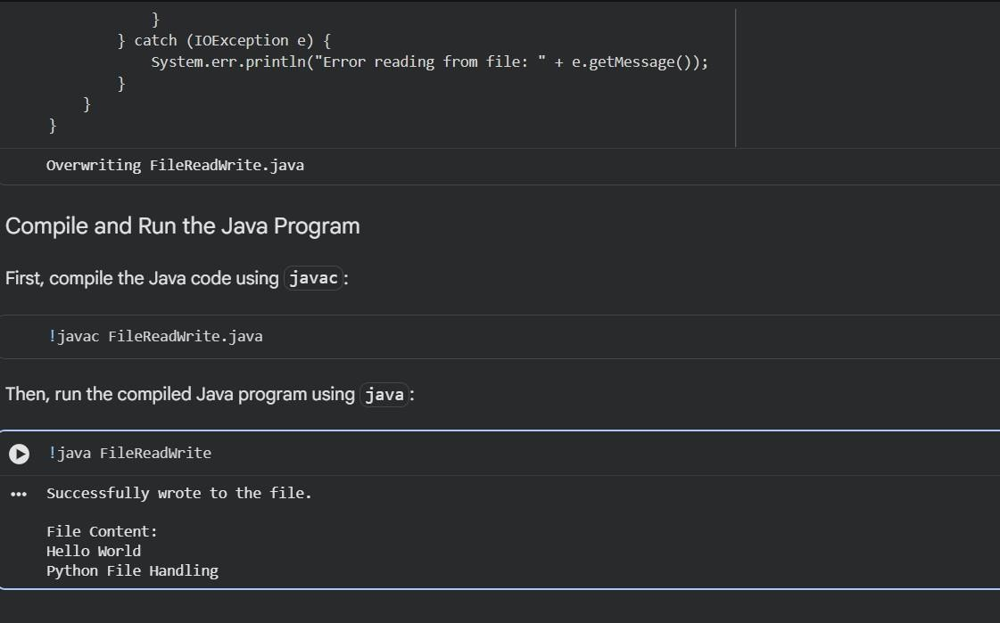 }
} catch (IOException e) {
System.err.println("Error reading from file: " + e.getMessage());
}
}
}
Overwriting FileReadWrite.java
Compile and Run the Java Program
First, compile the Java code using javac:
!javac FileReadWrite.java
Then, run the compiled Java program using java:
!java FileReadWrite
Successfully wrote to the file.
File Content:
Hello World
Python File Handling